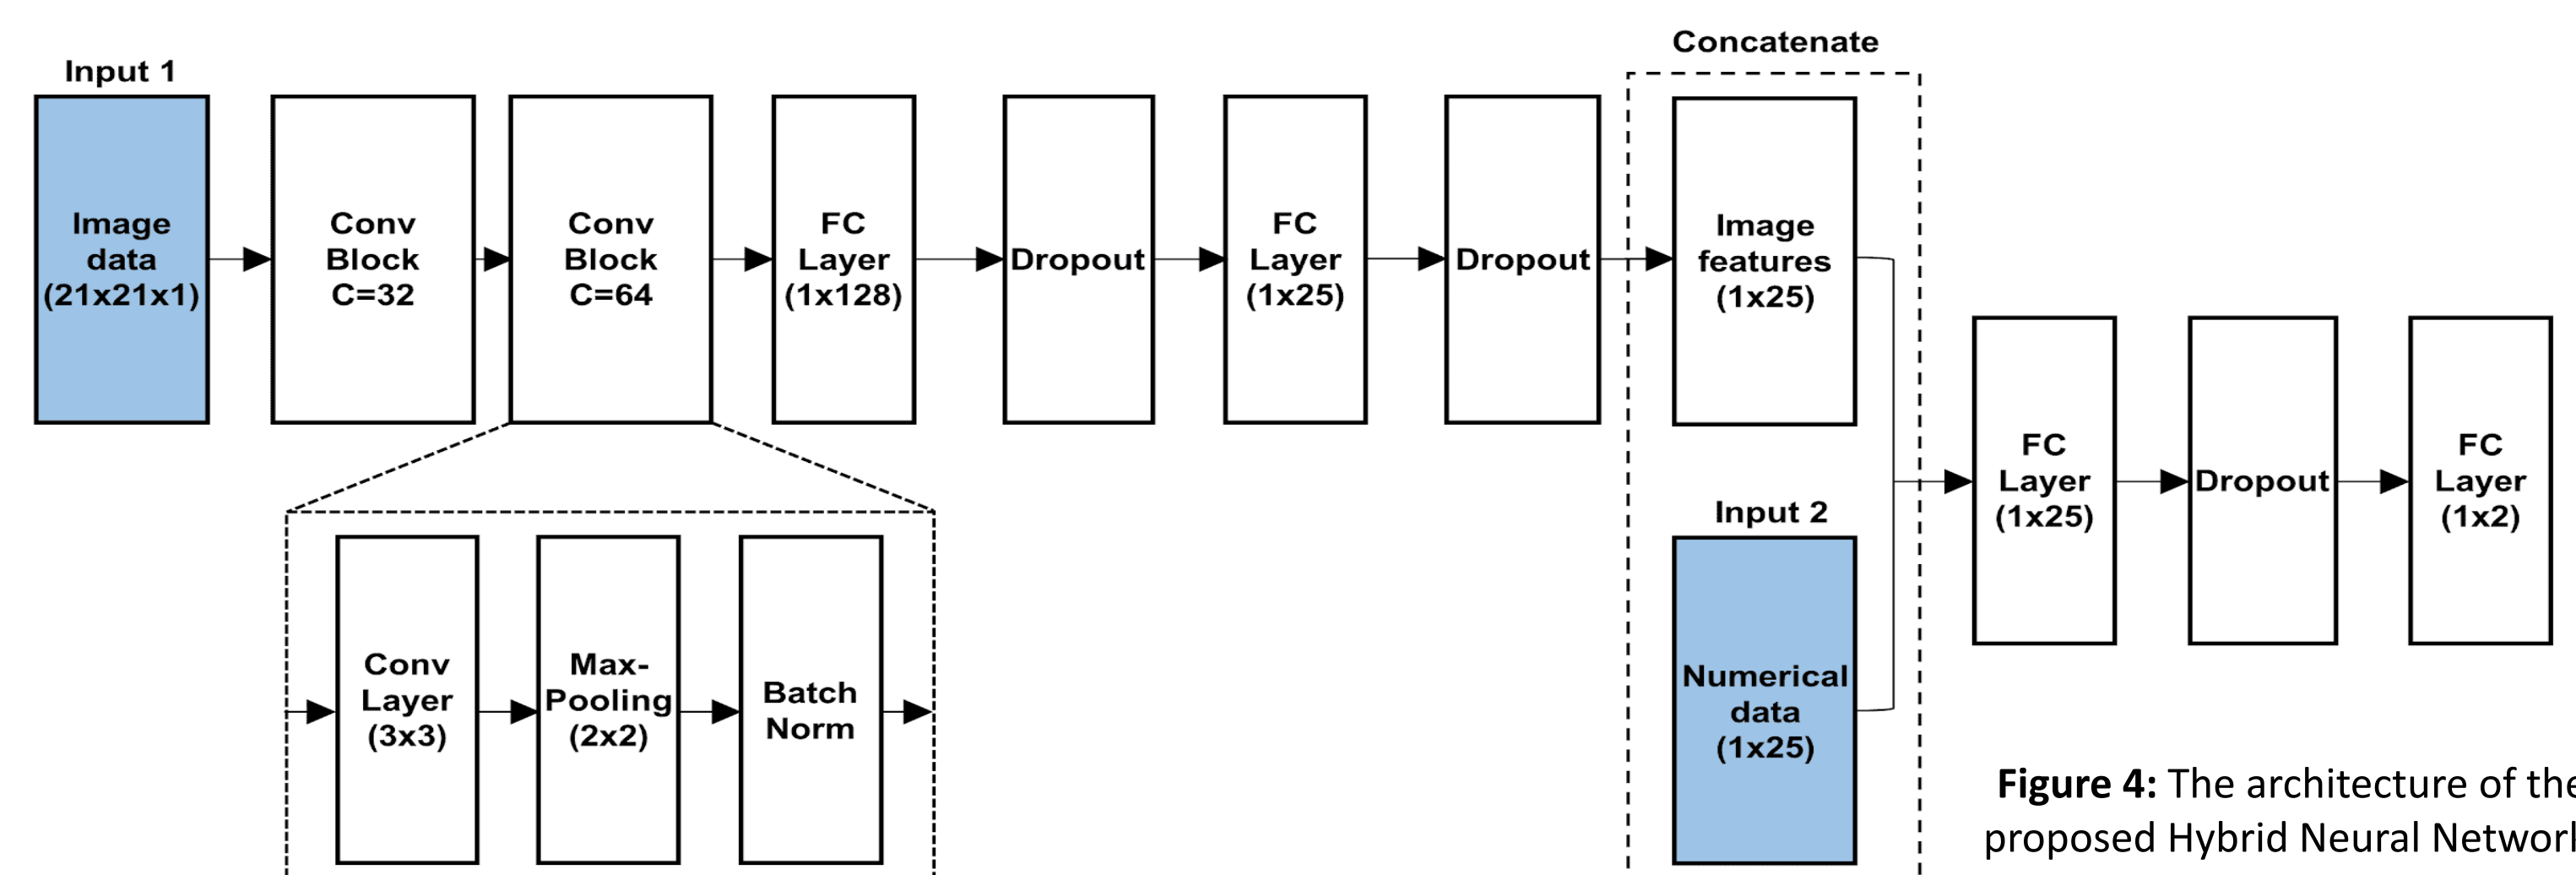 Input 1
Image
data
(21x21x1)
Conv
Block
C=32
Conv
Block
C=64
FC
Layer
(1x128)
Dropout
FC
Layer
(1x25)
Dropout
Concatenate
Image
features
(1x25)
Input 2
Numerical
data
(1x25)
FC
Layer
(1x25)
Dropout
FC
Layer
(1x2)
Conv
Layer
(3x3)
Max-
Pooling
(2x2)
Batch
Norm
Figure 4: The architecture of the
proposed Hybrid Neural Network